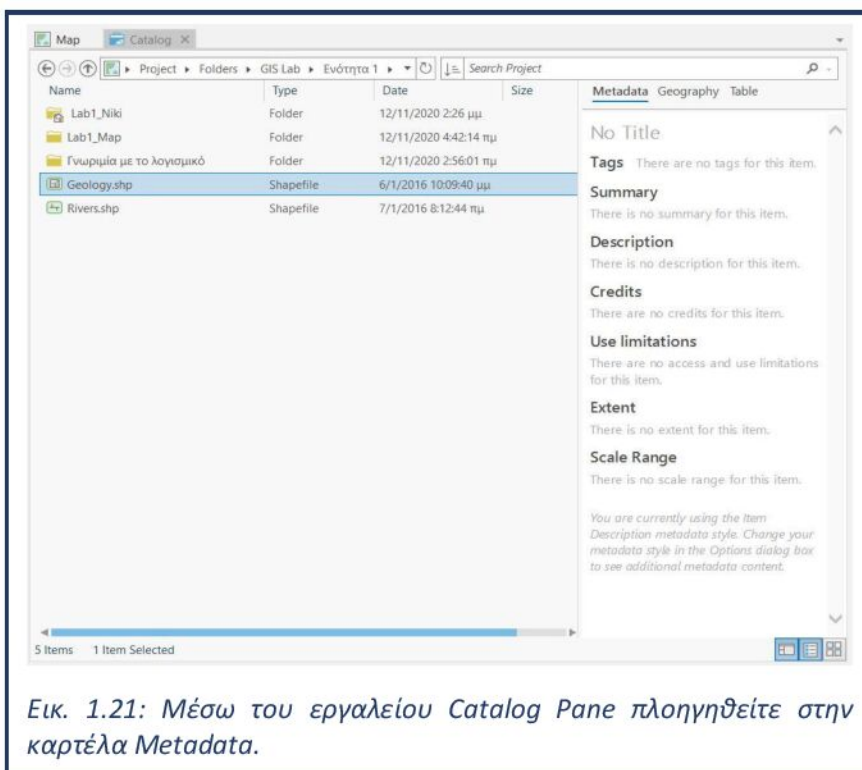 Map Catalog
Project Folders GIS Lab Ενότητα 1 Search Project
Name Type Date Size
Lab1_Niki Folder 12/11/2020 2:26 μμ
Lab1_Map Folder 12/11/2020 4:42:14 πμ
Γνωριμία με το λογισμικό Folder 12/11/2020 2:56:01 πμ
Geology.shp Shapefile 6/1/2016 10:09:40 μμ
Rivers.shp Shapefile 7/1/2016 8:12:44 πμ
Metadata Geography Table
No Title
Tags There are no tags for this item.
Summary
There is no summary for this item.
Description
There is no description for this item.
Credits
There are no credits for this item.
Use limitations
There are no access and use limitations
for this item.
Extent
There is no extent for this item.
Scale Range
There is no scale range for this item.
You are currently using the Item
Description metadata style. Change your
metadata style in the Options dialog box
to see additional metadata content.
5 Items 1 Item Selected
Εικ. 1.21: Μέσω του εργαλείου Catalog Pane πλοηγηθείτε στην
καρτέλα Metadata.